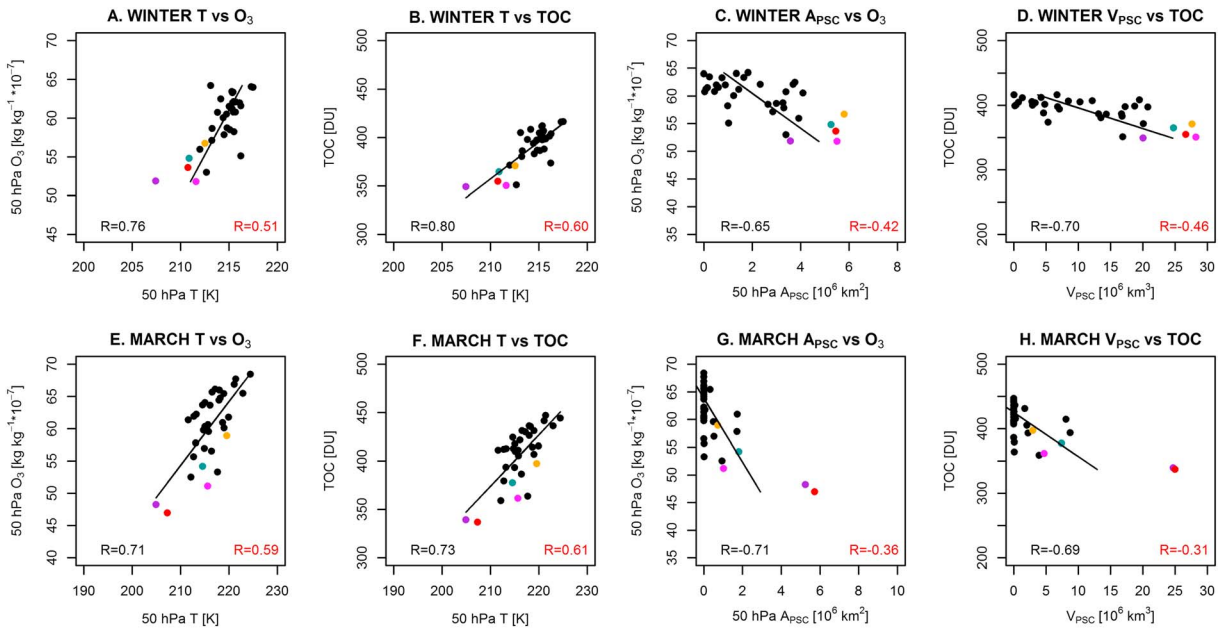 A. WINTER T vs O₃
50 hPa O₃ [kg kg⁻¹*10⁻⁷]
70
65
60
55
50
45
R=0.76
R=0.51
200 205 210 215 220
50 hPa T [K]
B. WINTER T vs TOC
TOC [DU]
500
450
400
350
300
R=0.80
R=0.60
200 205 210 215 220
50 hPa T [K]
C. WINTER A_PSC vs O₃
50 hPa O₃ [kg kg⁻¹*10⁻⁷]
70
65
60
55
50
45
40
35
R=-0.65
R=-0.42
0 2 4 6 8
50 hPa A_PSC [10⁶ km²]
D. WINTER V_PSC vs TOC
TOC [DU]
500
400
300
200
R=-0.70
R=-0.46
0 5 10 15 20 25 30
V_PSC [10⁶ km³]
E. MARCH T vs O₃
50 hPa O₃ [kg kg⁻¹*10⁻⁷]
70
65
60
55
50
45
40
R=0.71
R=0.59
190 200 210 220 230
50 hPa T [K]
F. MARCH T vs TOC
TOC [DU]
500
450
400
350
300
R=0.73
R=0.61
190 200 210 220 230
50 hPa T [K]
G. MARCH A_PSC vs O₃
50 hPa O₃ [kg kg⁻¹*10⁻⁷]
70
65
60
55
50
45
40
35
R=-0.71
R=-0.36
0 2 4 6 8 10
50 hPa A_PSC [10⁶ km²]
H. MARCH V_PSC vs TOC
TOC [DU]
500
400
300
200
R=-0.69
R=-0.31
0 5 10 15 20 25 30
V_PSC [10⁶ km³]